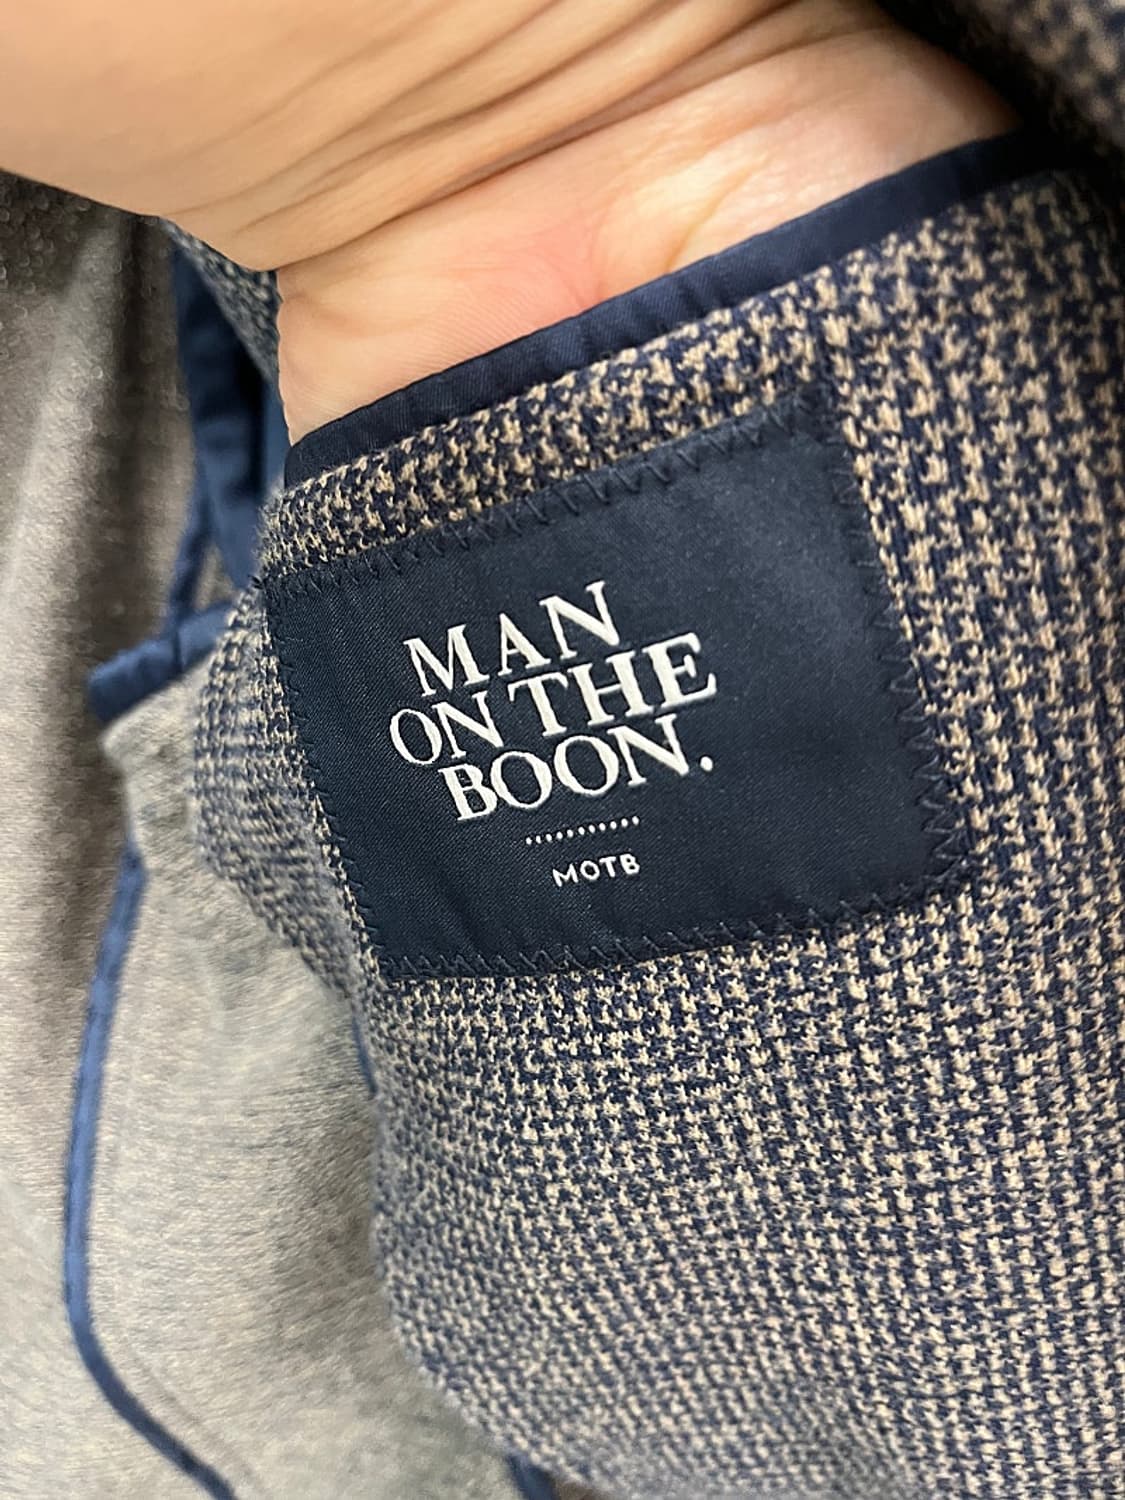 MAN
ON THE
BOON.
MOTB